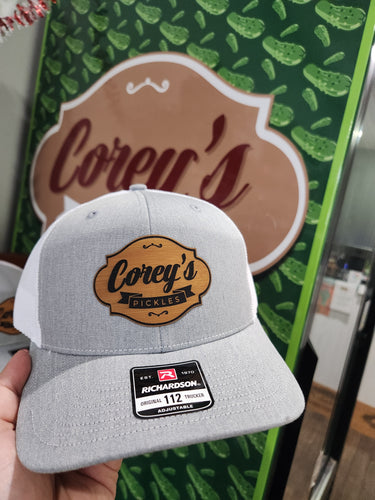 Corey's
Corey's
PICKLES
EST. 1970
RICHARDSON
ORIGINAL 112 TRUCKER
ADJUSTABLE